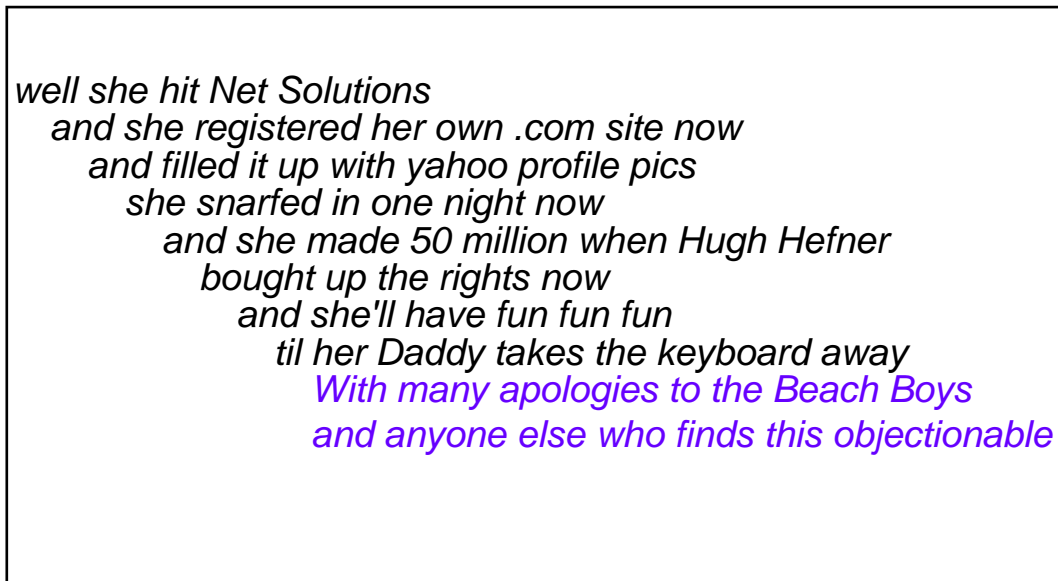 well she hit Net Solutions
and she registered her own .com site now
and filled it up with yahoo profile pics
she snarfed in one night now
and she made 50 million when Hugh Hefner
bought up the rights now
and she'll have fun fun fun
til her Daddy takes the keyboard away
With many apologies to the Beach Boys
and anyone else who finds this objectionable